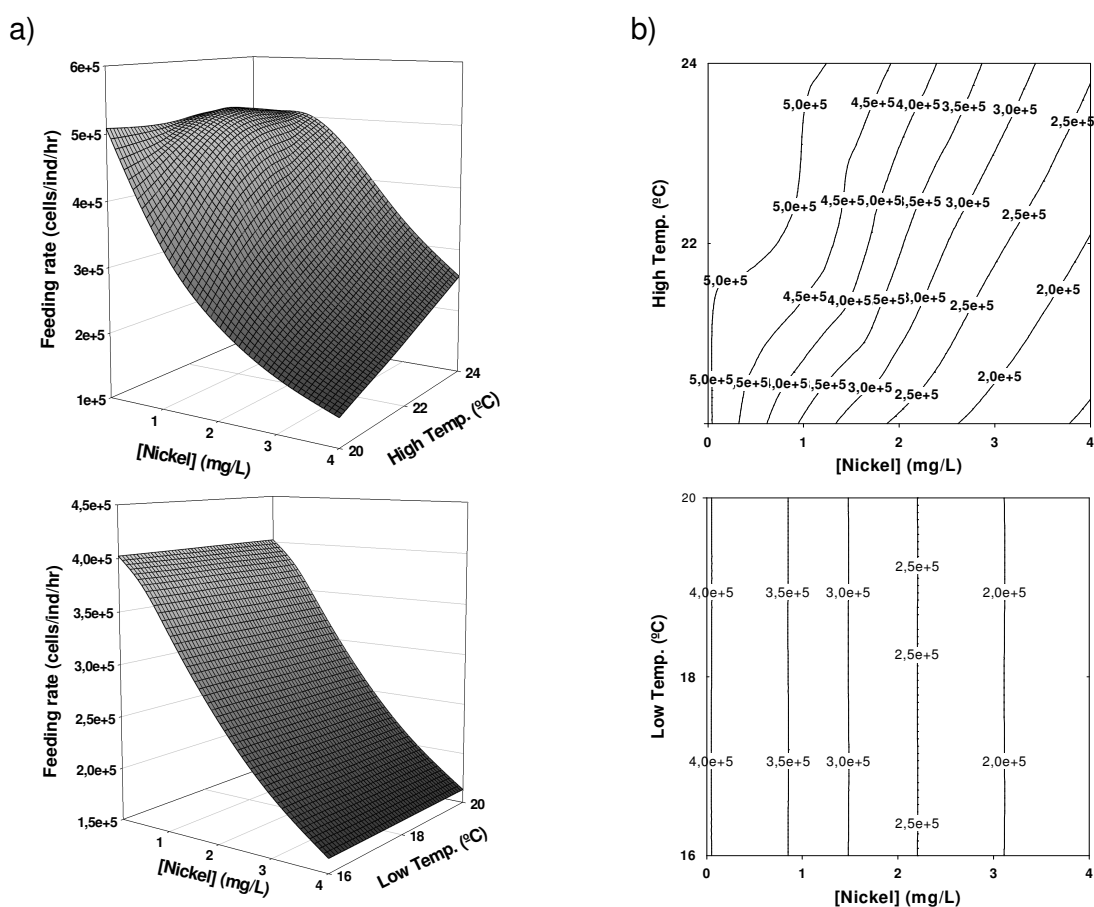 a)
6e+5
5e+5
4e+5
3e+5
2e+5
1e+5
Feeding rate (cells/ind/hr)
1
2
3
4
[Nickel] (mg/L)
20
22
24
High Temp. (ºC)
b)
24
22
High Temp. (ºC)
5,0e+5 4,5e+5 4,0e+5 3,5e+5 3,0e+5 2,5e+5
5,0e+5 4,5e+5 3,0e+5 2,5e+5
5,0e+5 2,0e+5
4,5e+5 4,0e+5 3,0e+5 2,5e+5
5,0e+5 3,0e+5 2,5e+5 2,0e+5
0 1 2 3 4
[Nickel] (mg/L)
4,5e+5
4,0e+5
3,5e+5
3,0e+5
2,5e+5
2,0e+5
1,5e+5
Feeding rate (cells/ind/hr)
1
2
3
4
[Nickel] (mg/L)
16
18
20
Low Temp. (ºC)
20
18
16
Low Temp. (ºC)
2,5e+5
4,0e+5 3,5e+5 3,0e+5 2,0e+5
2,5e+5
4,0e+5 3,5e+5 3,0e+5 2,0e+5
2,5e+5
0 1 2 3 4
[Nickel] (mg/L)